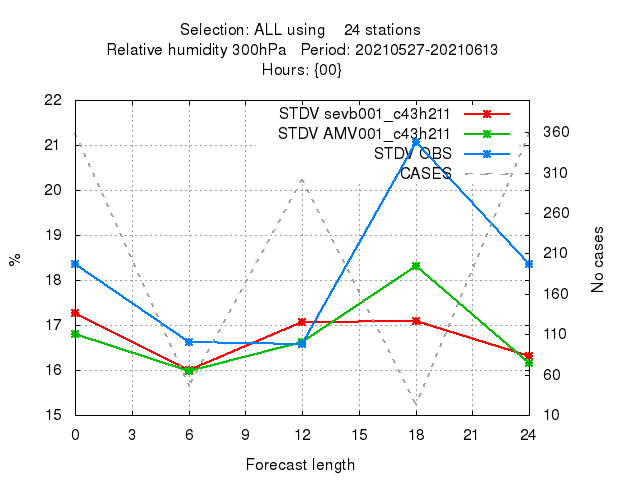 Selection: ALL using    24 stations
Relative humidity 300hPa   Period: 20210527-20210613
Hours: {00}
STDV sevb001_c43h211
STDV AMV001_c43h211
STDV OBS
CASES
22
21
20
19
18
17
16
15
%
360
310
260
210
160
110
60
10
No cases
0 3 6 9 12 15 18 21 24
Forecast length